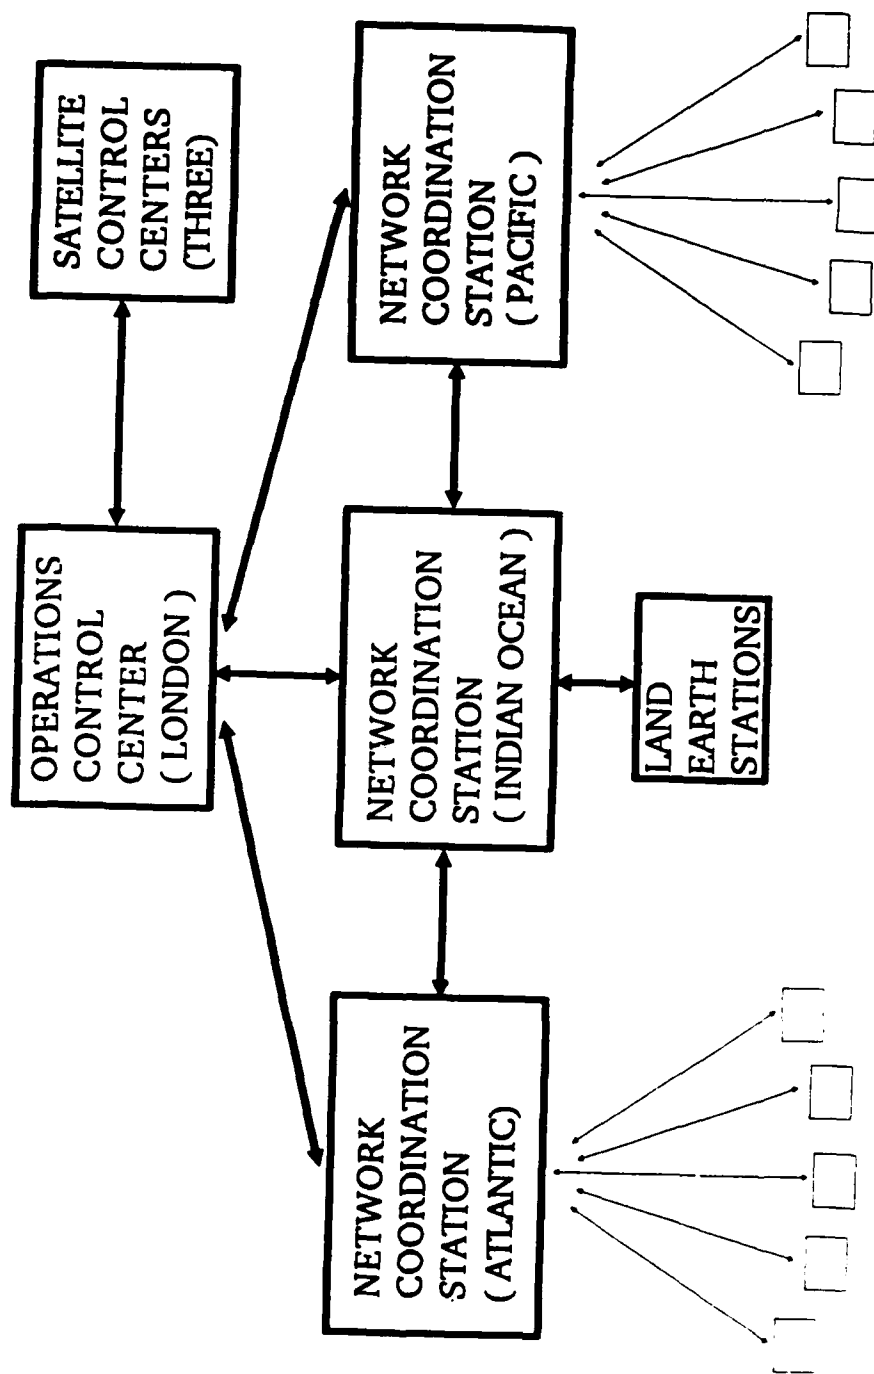 OPERATIONS
CONTROL
CENTER
( LONDON )
SATELLITE
CONTROL
CENTERS
(THREE)
NETWORK
COORDINATION
STATION
(ATLANTIC)
NETWORK
COORDINATION
STATION
( INDIAN OCEAN )
NETWORK
COORDINATION
STATION
( PACIFIC )
LAND
EARTH
STATIONS